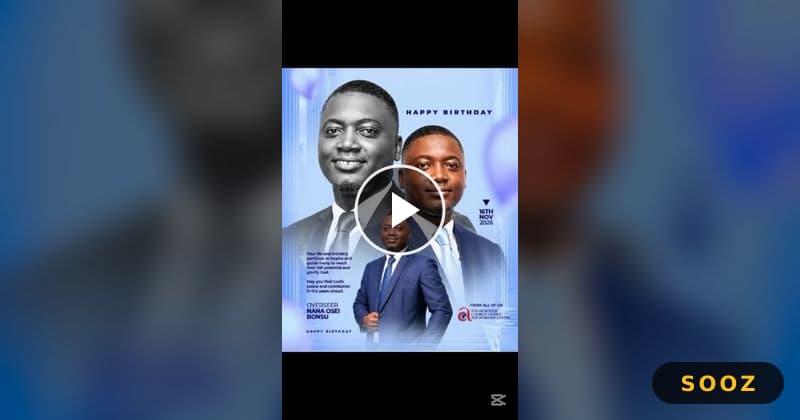 HAPPY BIRTHDAY
16TH
NOV
2026
Your life and ministry
continue to inspire and
guide many to reach
their full potential and
glorify God.
May you find God's
peace and satisfaction
in the years ahead.
OVERSEER
NANA OSEI
BONSU
HAPPY BIRTHDAY
FROM ALL OF US
SOOZ